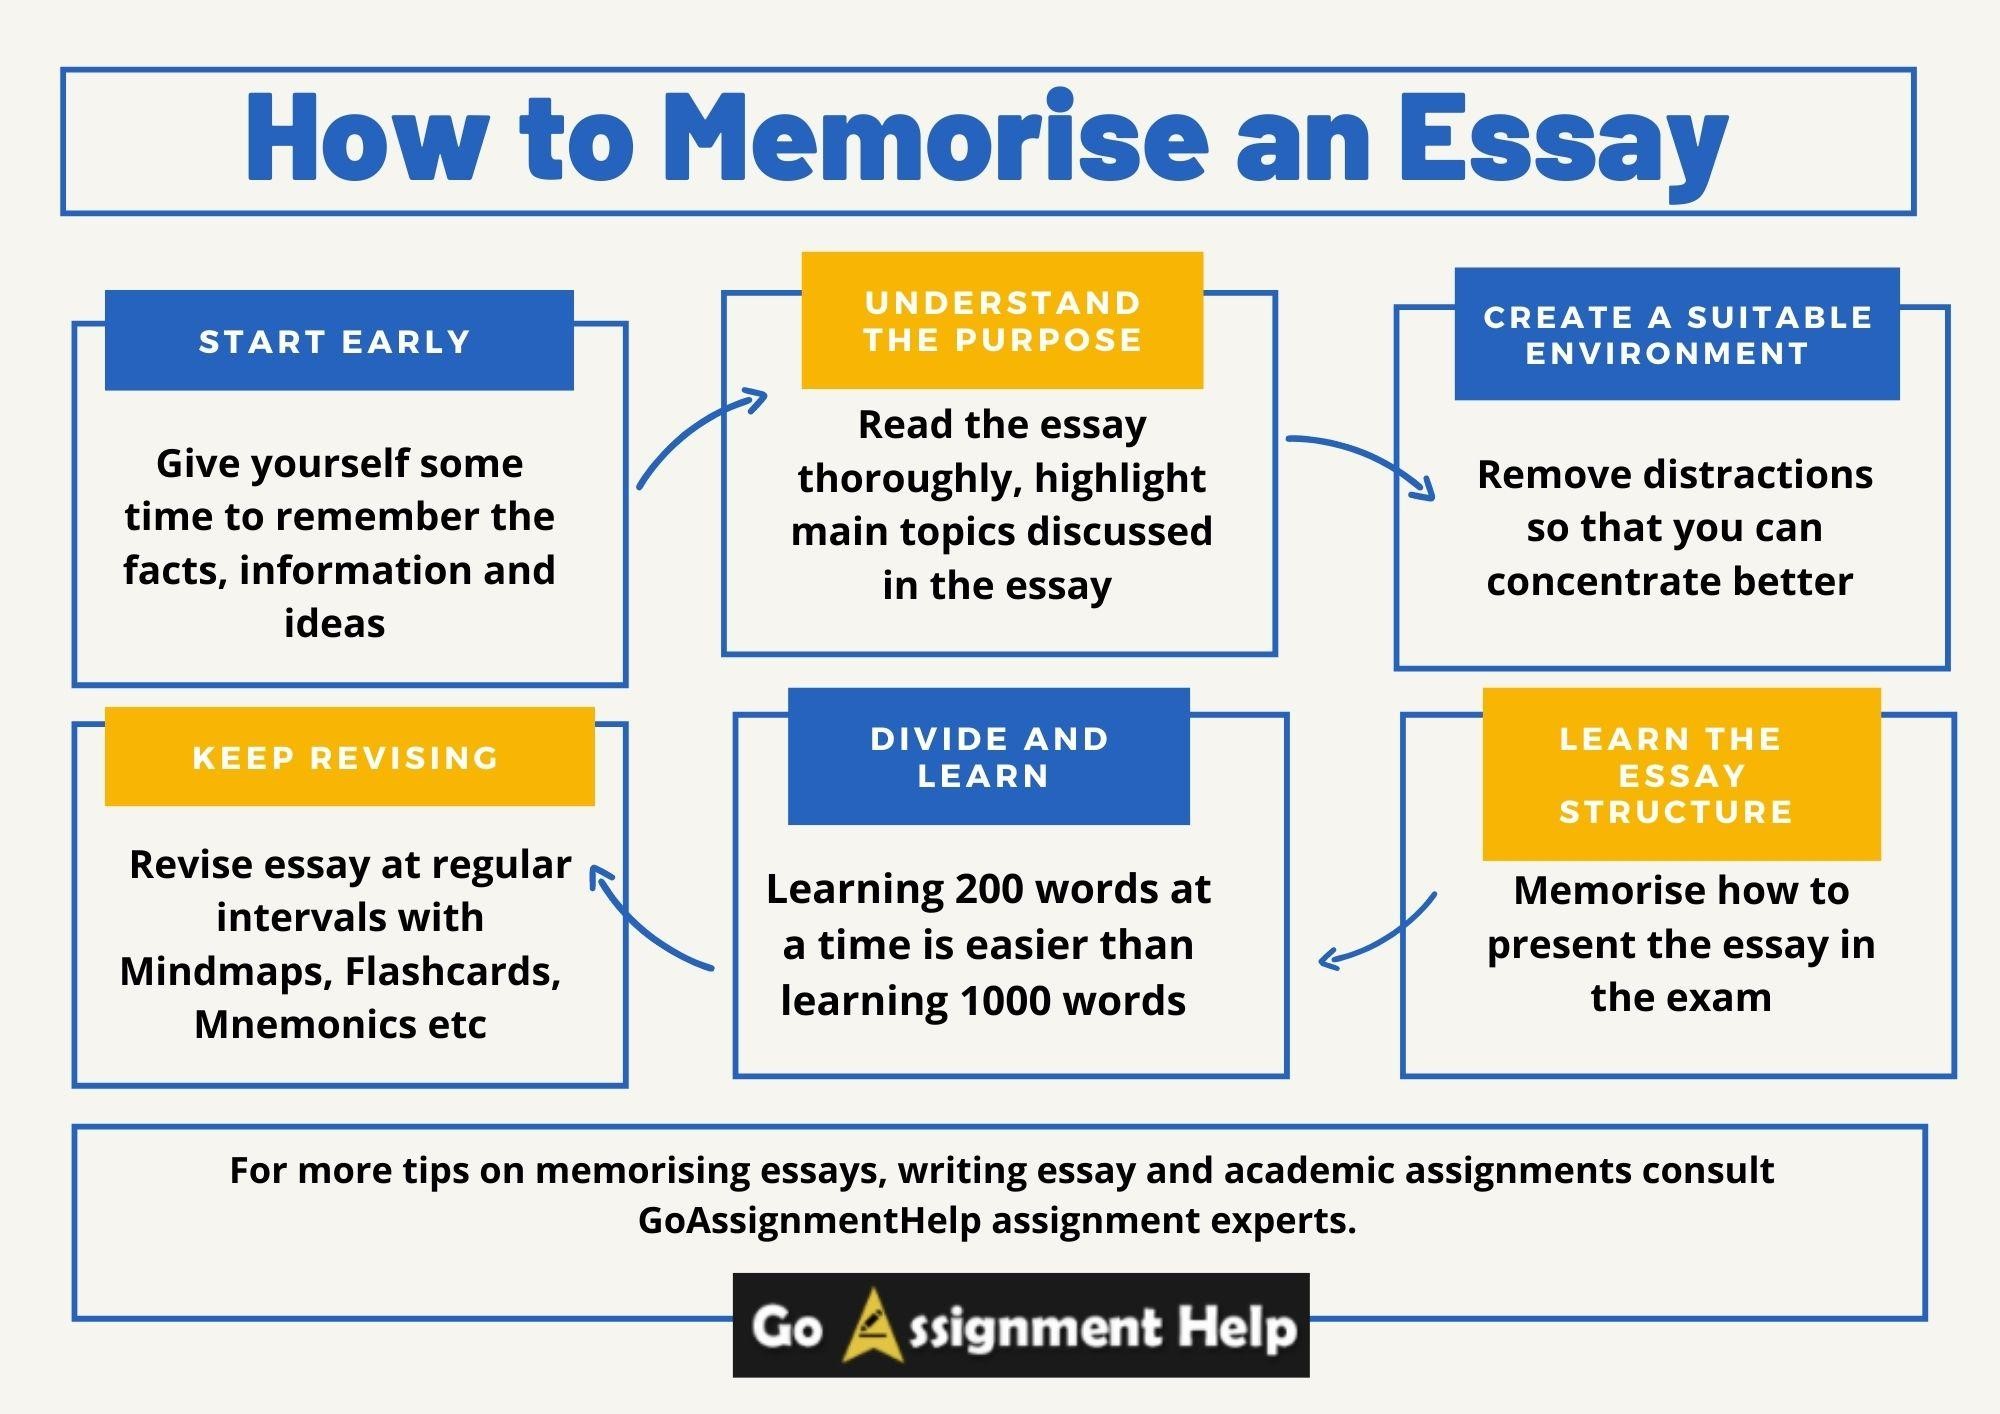 How to Memorise an Essay
START EARLY
Give yourself some
time to remember the
facts, information and
ideas
UNDERSTAND
THE PURPOSE
Read the essay
thoroughly, highlight
main topics discussed
in the essay
CREATE A SUITABLE
ENVIRONMENT
Remove distractions
so that you can
concentrate better
LEARN THE
ESSAY
STRUCTURE
Memorise how to
present the essay in
the exam
DIVIDE AND
LEARN
Learning 200 words at
a time is easier than
learning 1000 words
KEEP REVISING
Revise essay at regular
intervals with
Mindmaps, Flashcards,
Mnemonics etc
For more tips on memorising essays, writing essay and academic assignments consult
GoAssignmentHelp assignment experts.
Go Assignment Help